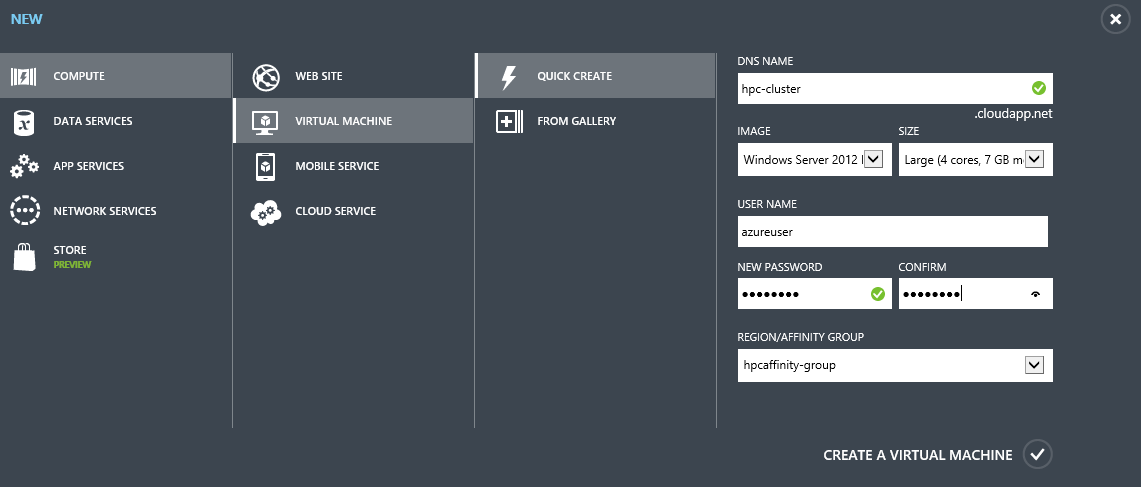 NEW
COMPUTE
DATA SERVICES
APP SERVICES
NETWORK SERVICES
STORE
PREVIEW
WEB SITE
VIRTUAL MACHINE
MOBILE SERVICE
CLOUD SERVICE
QUICK CREATE
FROM GALLERY
DNS NAME
hpc-cluster
.cloudapp.net
IMAGE SIZE
Windows Server 2012 Large (4 cores, 7 GB m
USER NAME
azureuser
NEW PASSWORD CONFIRM
•••••••• ••••••••
REGION/AFFINITY GROUP
hpcaffinity-group
CREATE A VIRTUAL MACHINE